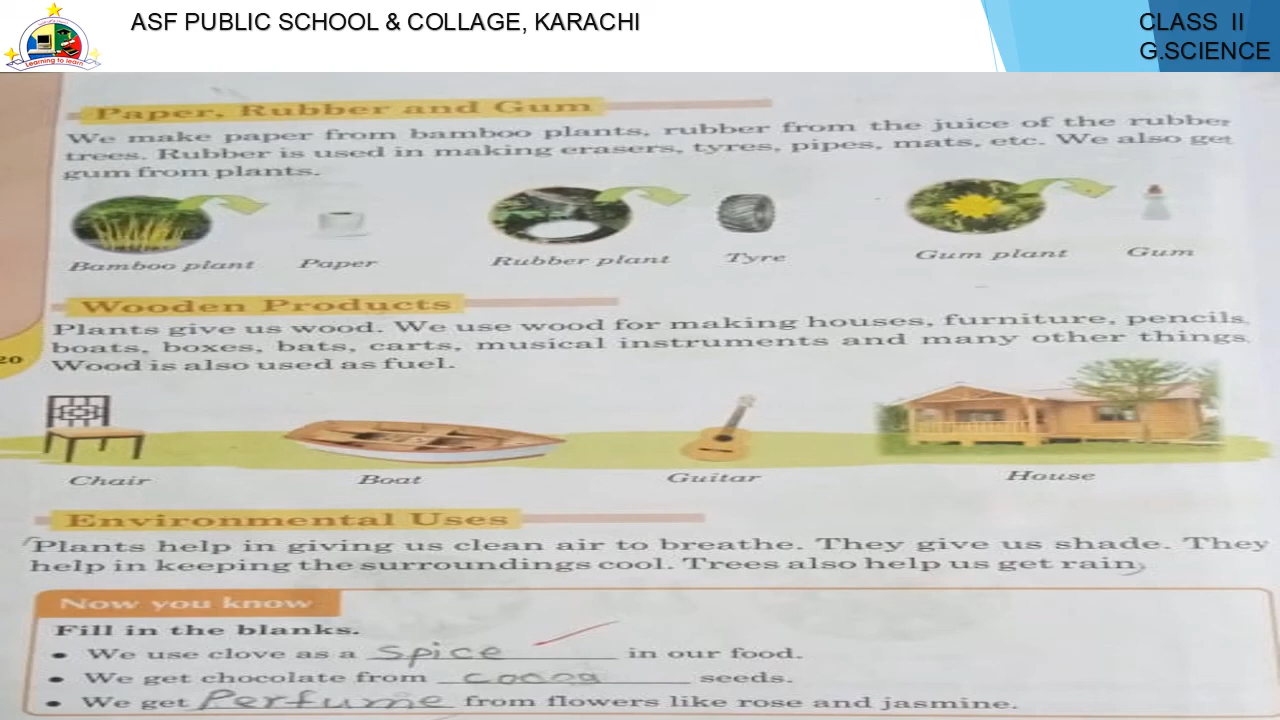 ASF PUBLIC SCHOOL & COLLAGE, KARACHI
CLASS II
G.SCIENCE
Learning to learn
Paper, Rubber and Gum
We make paper from bamboo plants, rubber from the juice of the rubber
trees. Rubber is used in making erasers, tyres, pipes, mats, etc. We also get
gum from plants.
Bamboo plant Paper Rubber plant Tyre Gum plant Gum
Wooden Products
Plants give us wood. We use wood for making houses, furniture, pencils,
boats, boxes, bats, carts, musical instruments and many other things.
20
Wood is also used as fuel.
Chair Boat Guitar House
Environmental Uses
Plants help in giving us clean air to breathe. They give us shade. They
help in keeping the surroundings cool. Trees also help us get rain
Now you know
Fill in the blanks.
• We use clove as a spice in our food.
• We get chocolate from cocoa seeds.
• We get Perfume from flowers like rose and jasmine.